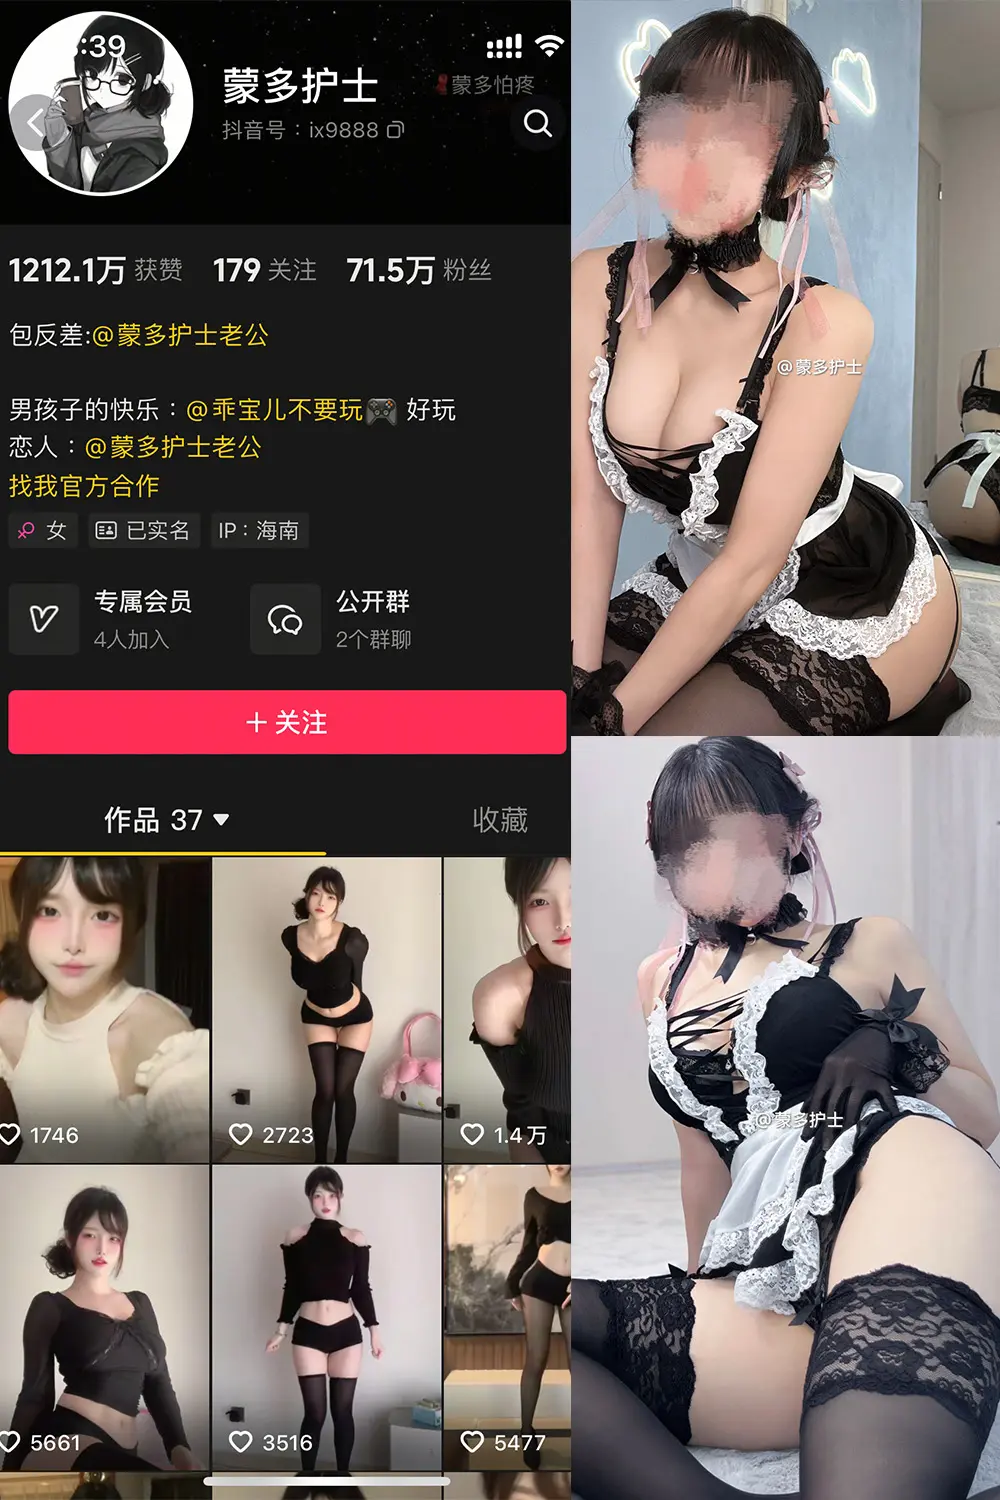 :39
蒙多护士
蒙多怕疼
抖音号：ix9888
1212.1万 获赞 179 关注 71.5万 粉丝
包反差:@蒙多护士老公
男孩子的快乐：@乖宝儿不要玩🎮 好玩
恋人：@蒙多护士老公
找我官方合作
女 已实名 IP：海南
专属会员
4人加入
公开群
2个群聊
＋关注
作品 37 收藏
1746
2723
1.4万
5661
3516
5477
@蒙多护士
@蒙多护士